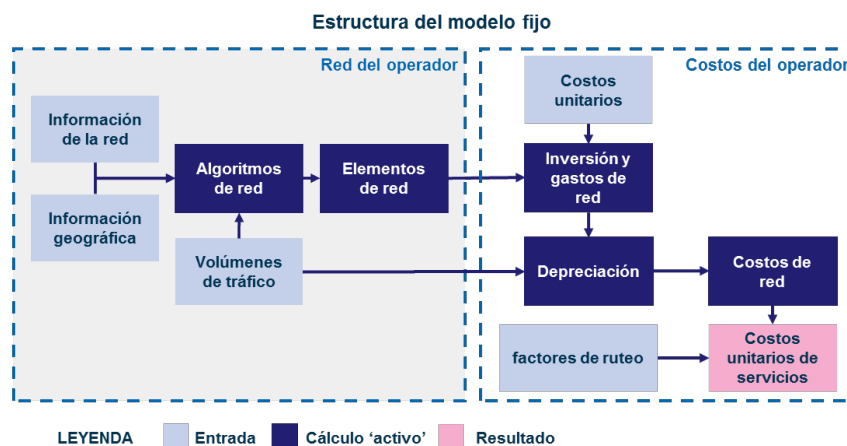 Estructura del modelo fijo
Red del operador
Información
de la red
Información
geográfica
Algoritmos
de red
Elementos
de red
Volúmenes
de tráfico
Costos del operador
Costos
unitarios
Inversión y
gastos de
red
Depreciación
Costos de
red
factores de ruteo
Costos
unitarios de
servicios
LEYENDA
Entrada
Cálculo ‘activo’
Resultado